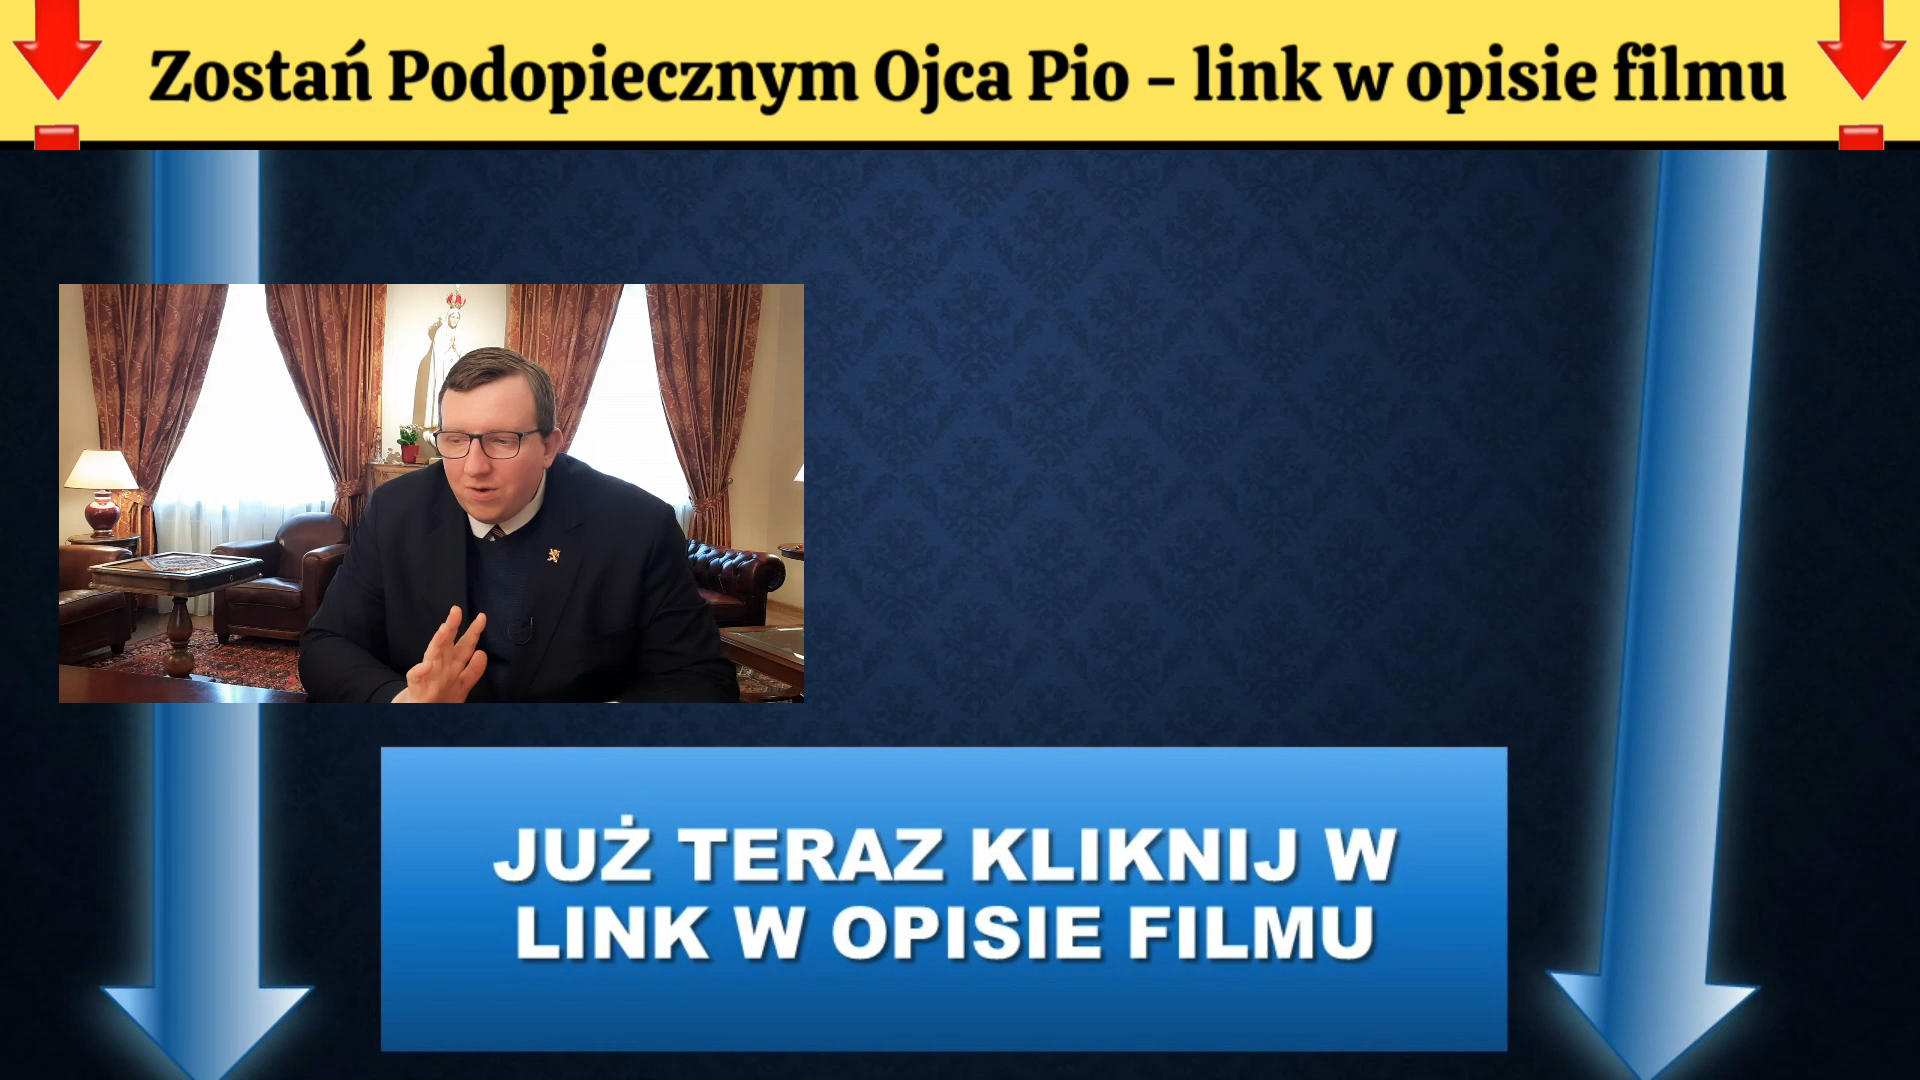 Zostań Podopiecznym Ojca Pio - link w opisie filmu
JUŻ TERAZ KLIKNIJ W
LINK W OPISIE FILMU